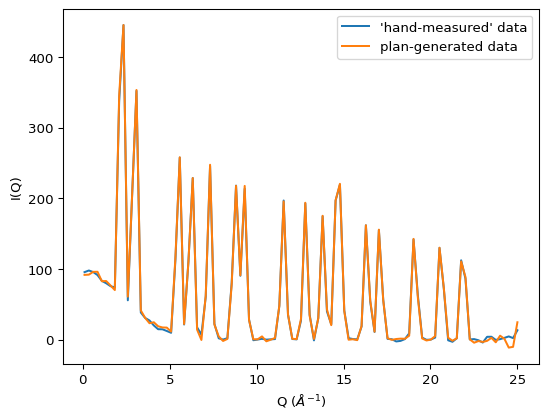 'hand-measured' data
plan-generated data
I(Q)
400
300
200
100
0
0 5 10 15 20 25
Q (Å⁻¹)